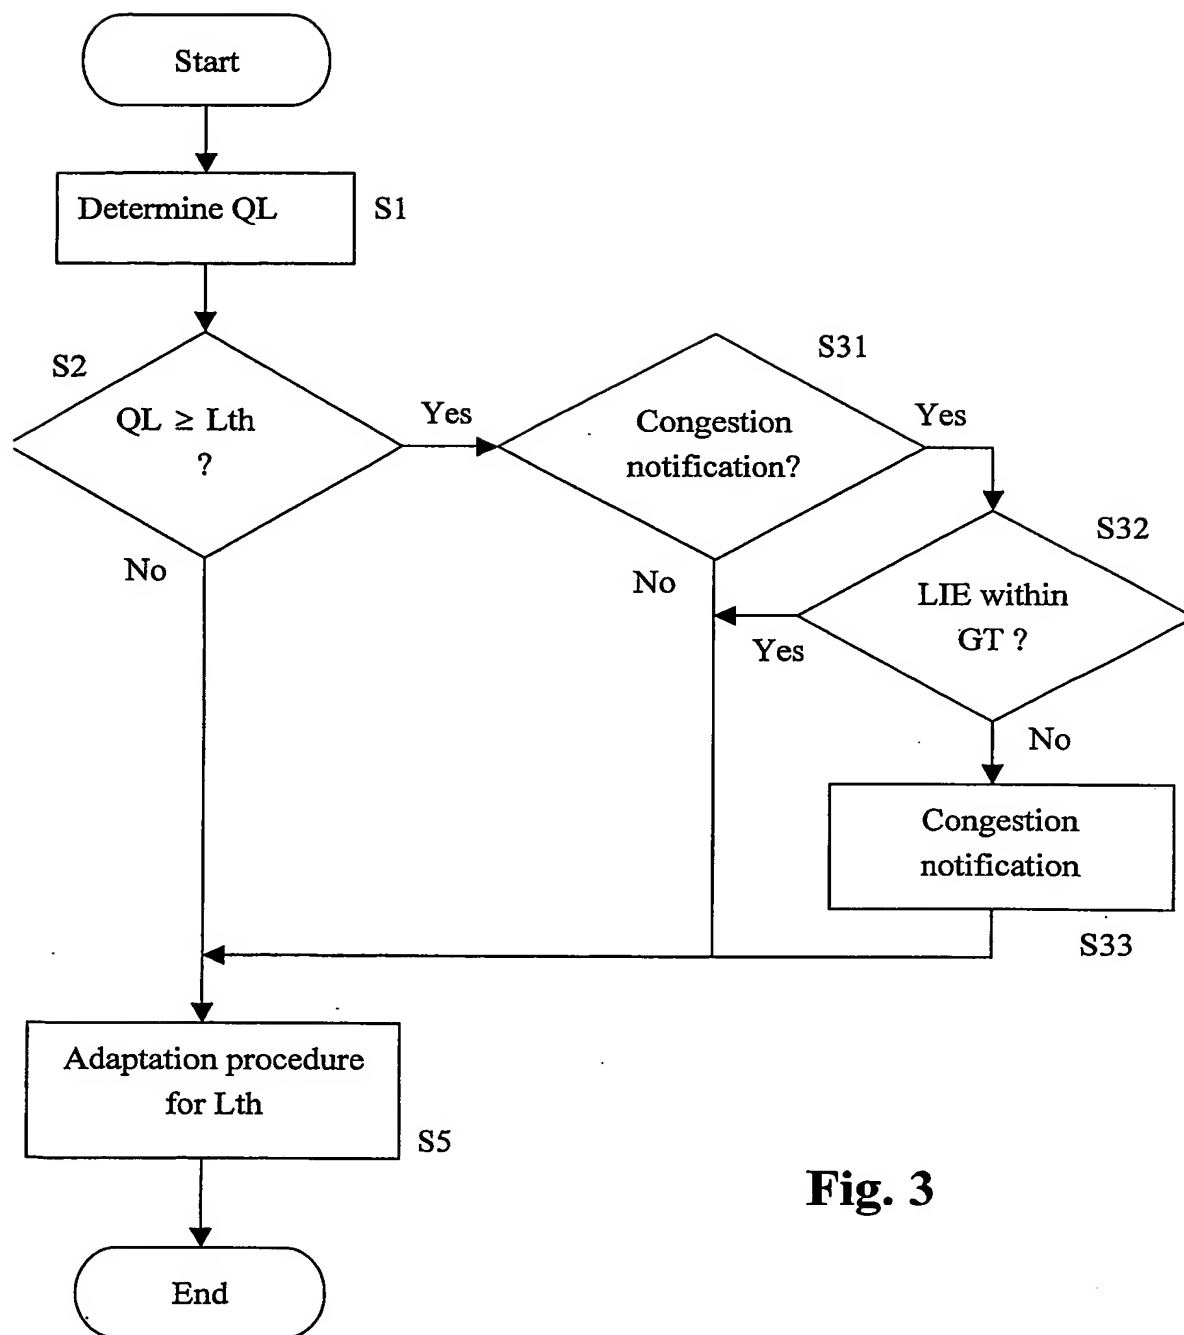 Start
Determine QL
S1
S2
QL ≥ Lth
?
Yes
No
S31
Congestion
notification?
Yes
No
S32
LIE within
GT ?
Yes
No
Congestion
notification
S33
Adaptation procedure
for Lth
S5
End
Fig. 3